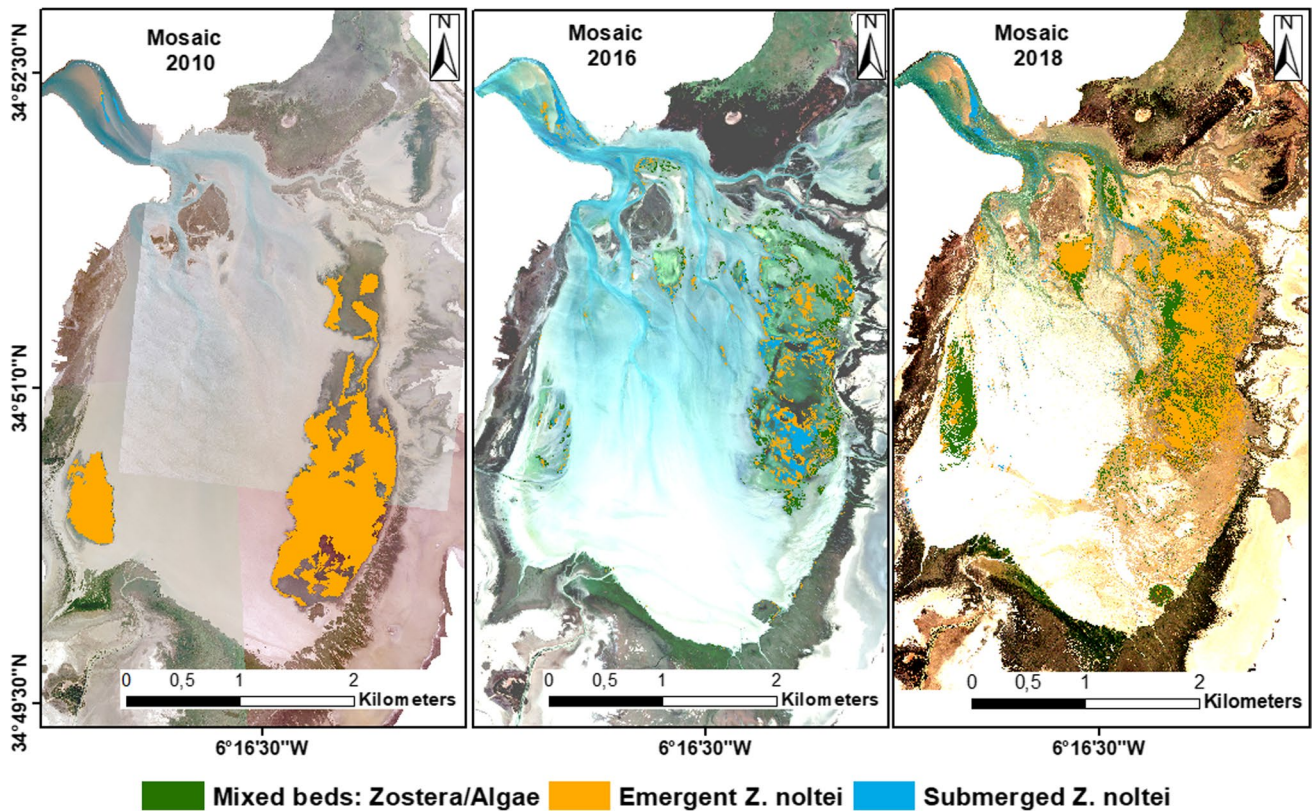 Mosaic
2010
N
Mosaic
2016
N
Mosaic
2018
N
34°52'30"N
34°51'0"N
34°49'30"N
0 0,5 1 2
Kilometers
0 0,5 1 2
Kilometers
0 0,5 1 2
Kilometers
6°16'30"W
6°16'30"W
6°16'30"W
Mixed beds: Zostera/Algae Emergent Z. noltei Submerged Z. noltei